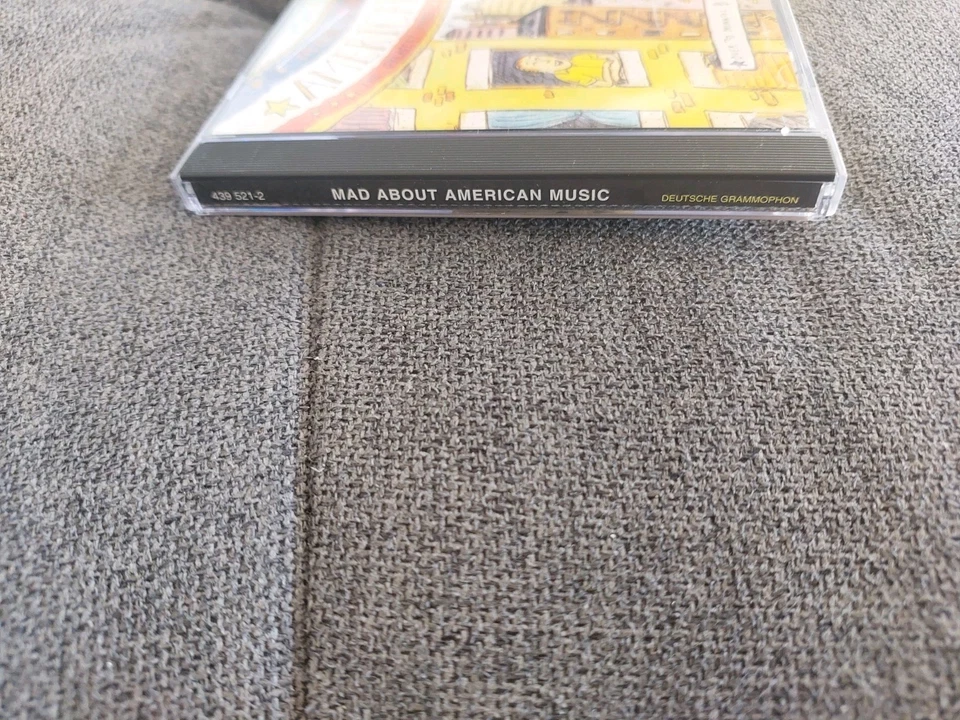 439 521-2 MAD ABOUT AMERICAN MUSIC DEUTSCHE GRAMMOPHON